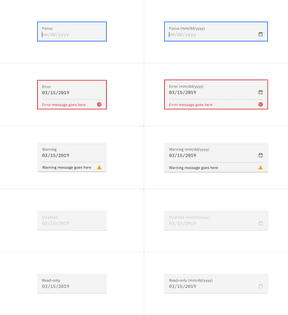 Focus
mm/dd/yyyy
Focus (mm/dd/yyyy)
mm/dd/yyyy
Error
03/15/2019
Error message goes here
Error (mm/dd/yyyy)
03/15/2019
Error message goes here
Warning
03/15/2019
Warning message goes here
Warning (mm/dd/yyyy)
03/15/2019
Warning message goes here
Disabled
03/15/2019
Disabled (mm/dd/yyyy)
03/15/2019
Read-only
03/15/2019
Read-only (mm/dd/yyyy)
03/15/2019